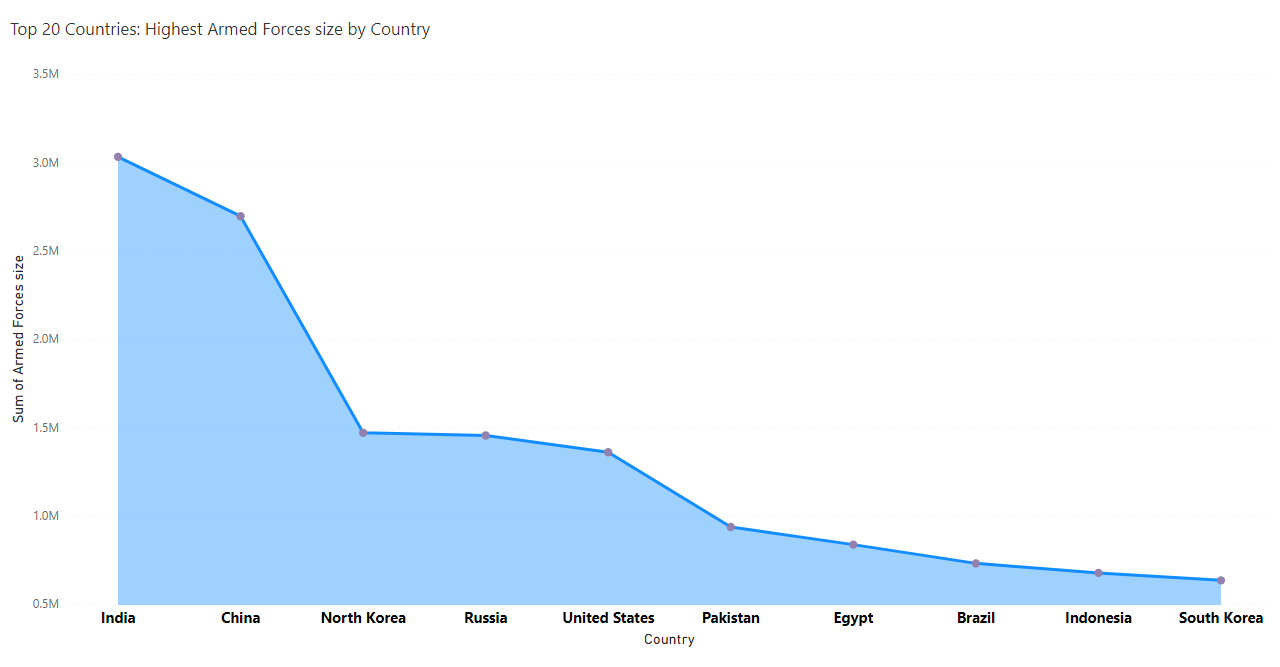 Top 20 Countries: Highest Armed Forces size by Country
3.5M
3.0M
2.5M
2.0M
1.5M
1.0M
0.5M
Sum of Armed Forces size
India China North Korea Russia United States Pakistan Egypt Brazil Indonesia South Korea
Country